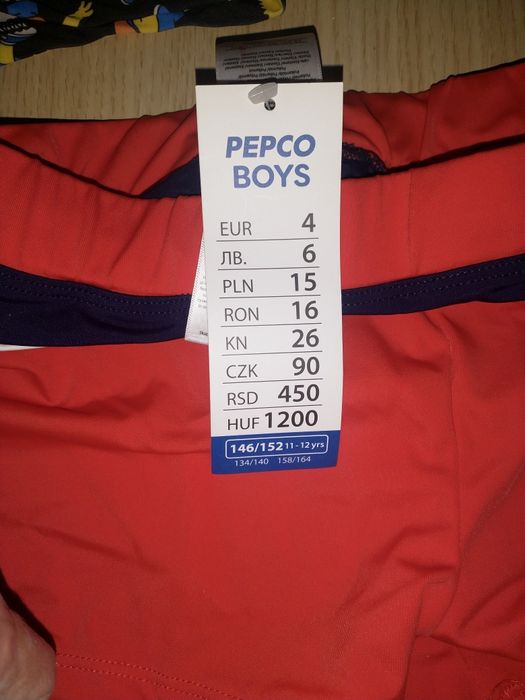 PEPCO
BOYS
EUR 4
ЛВ. 6
PLN 15
RON 16
KN 26
CZK 90
RSD 450
HUF 1200
146/152 11 - 12 yrs
134/140 158/164